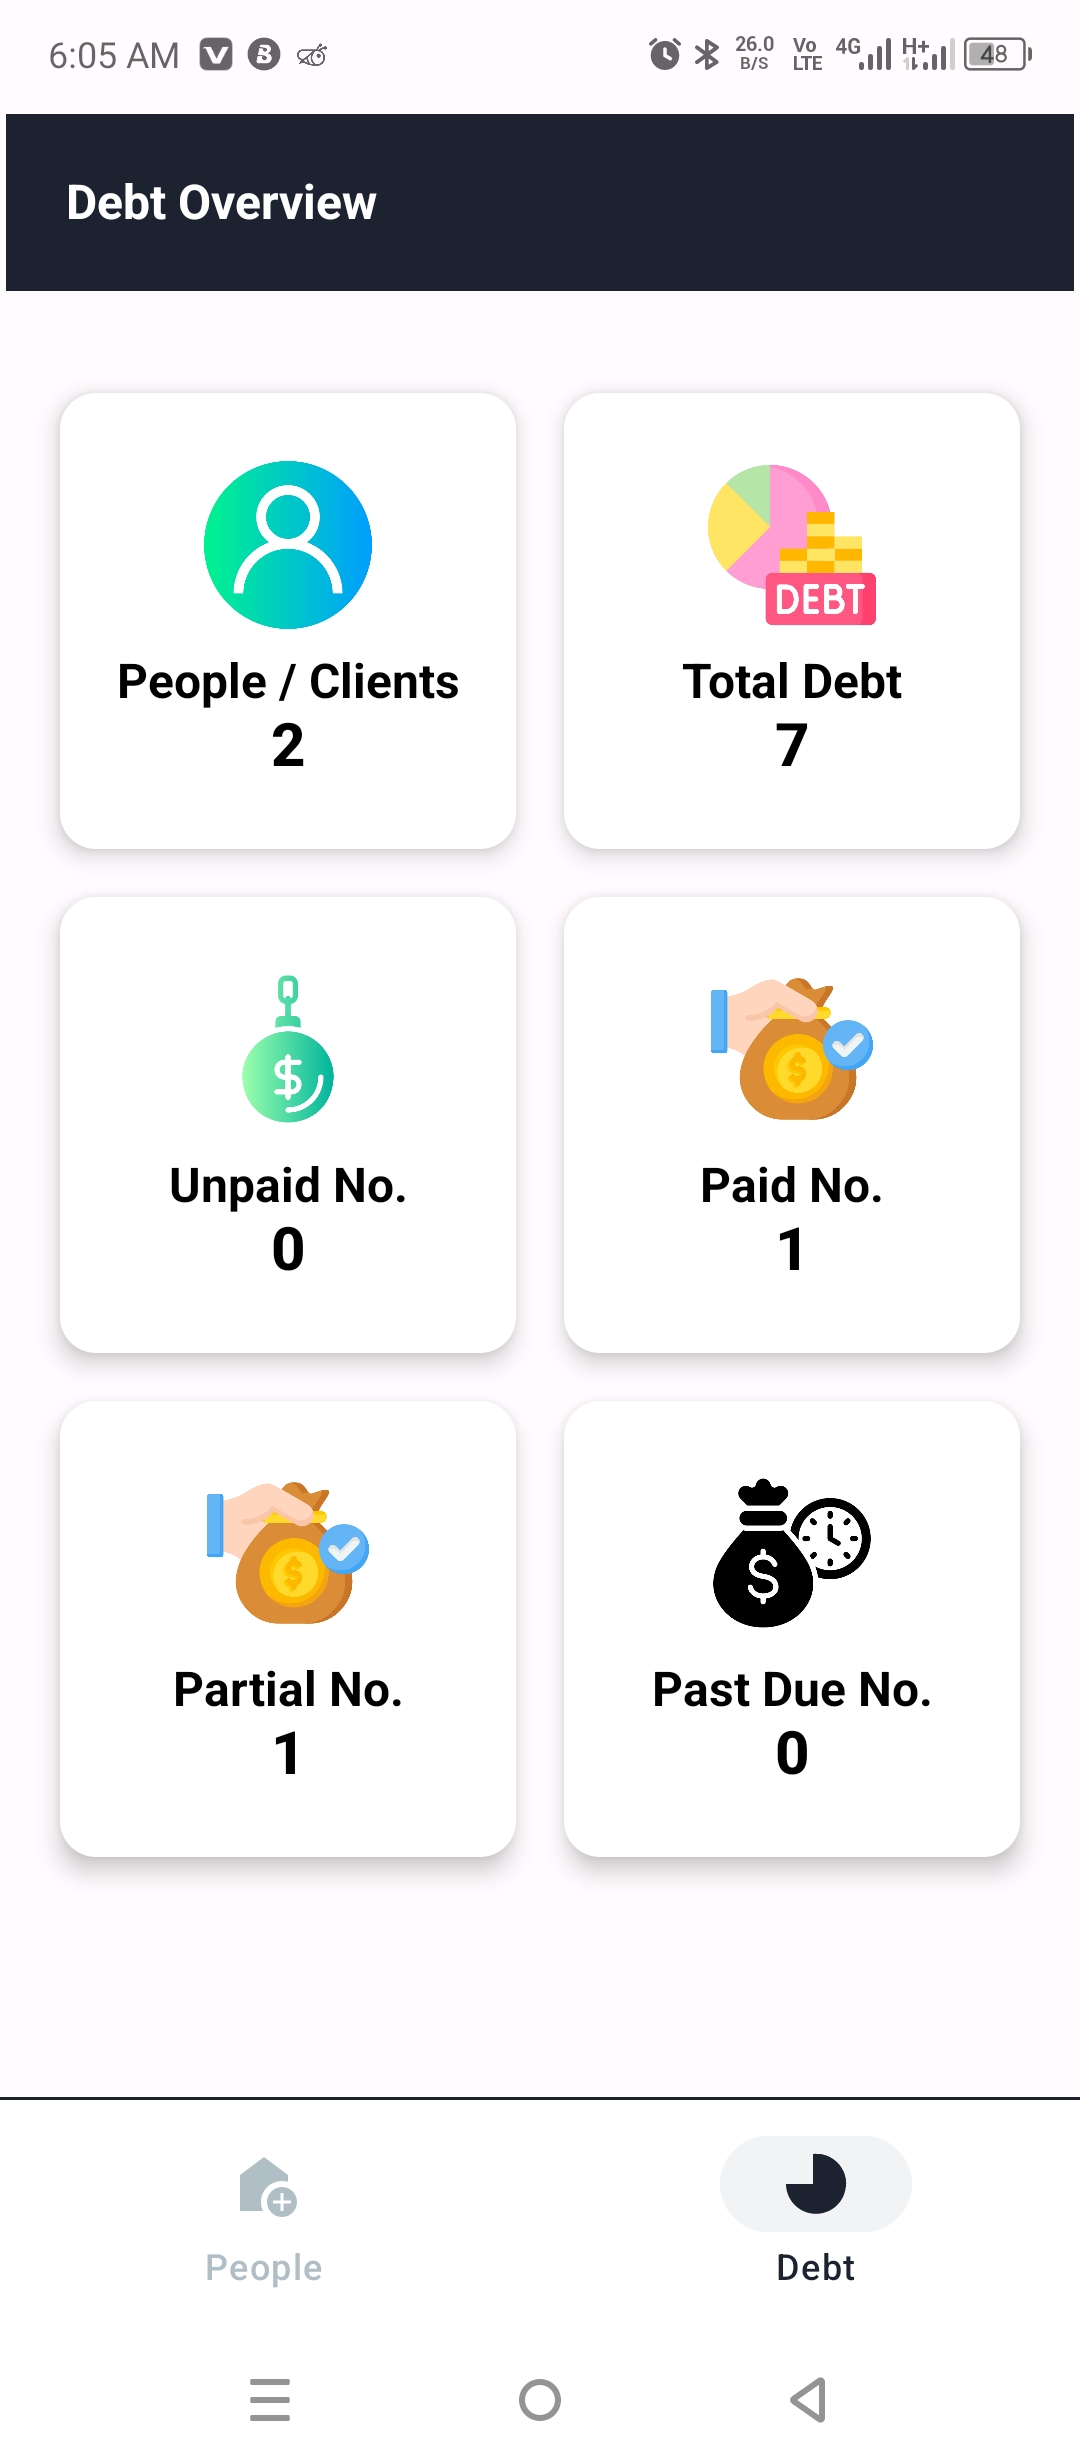 6:05 AM
26.0 B/S Vo LTE 4G H+ 48
Debt Overview
People / Clients
2
DEBT
Total Debt
7
$
Unpaid No.
0
$
Paid No.
1
$
Partial No.
1
$
Past Due No.
0
People
Debt